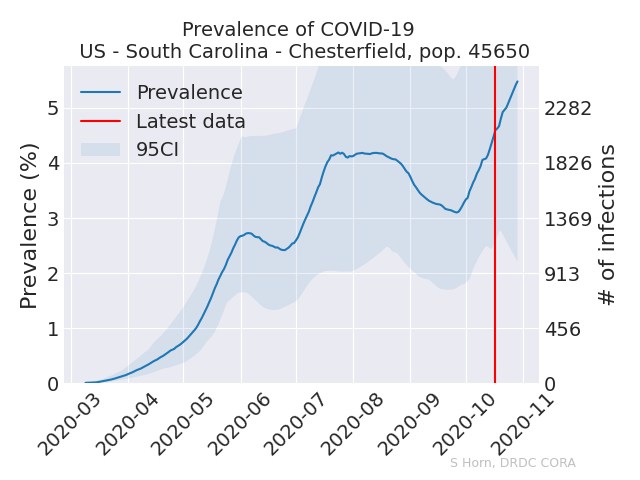 Prevalence of COVID-19
US - South Carolina - Chesterfield, pop. 45650
Prevalence
Latest data
95CI
Prevalence (%)
5
4
3
2
1
0
2282
1826
1369
913
456
0
# of infections
2020-03
2020-04
2020-05
2020-06
2020-07
2020-08
2020-09
2020-10
2020-11
S Horn, DRDC CORA